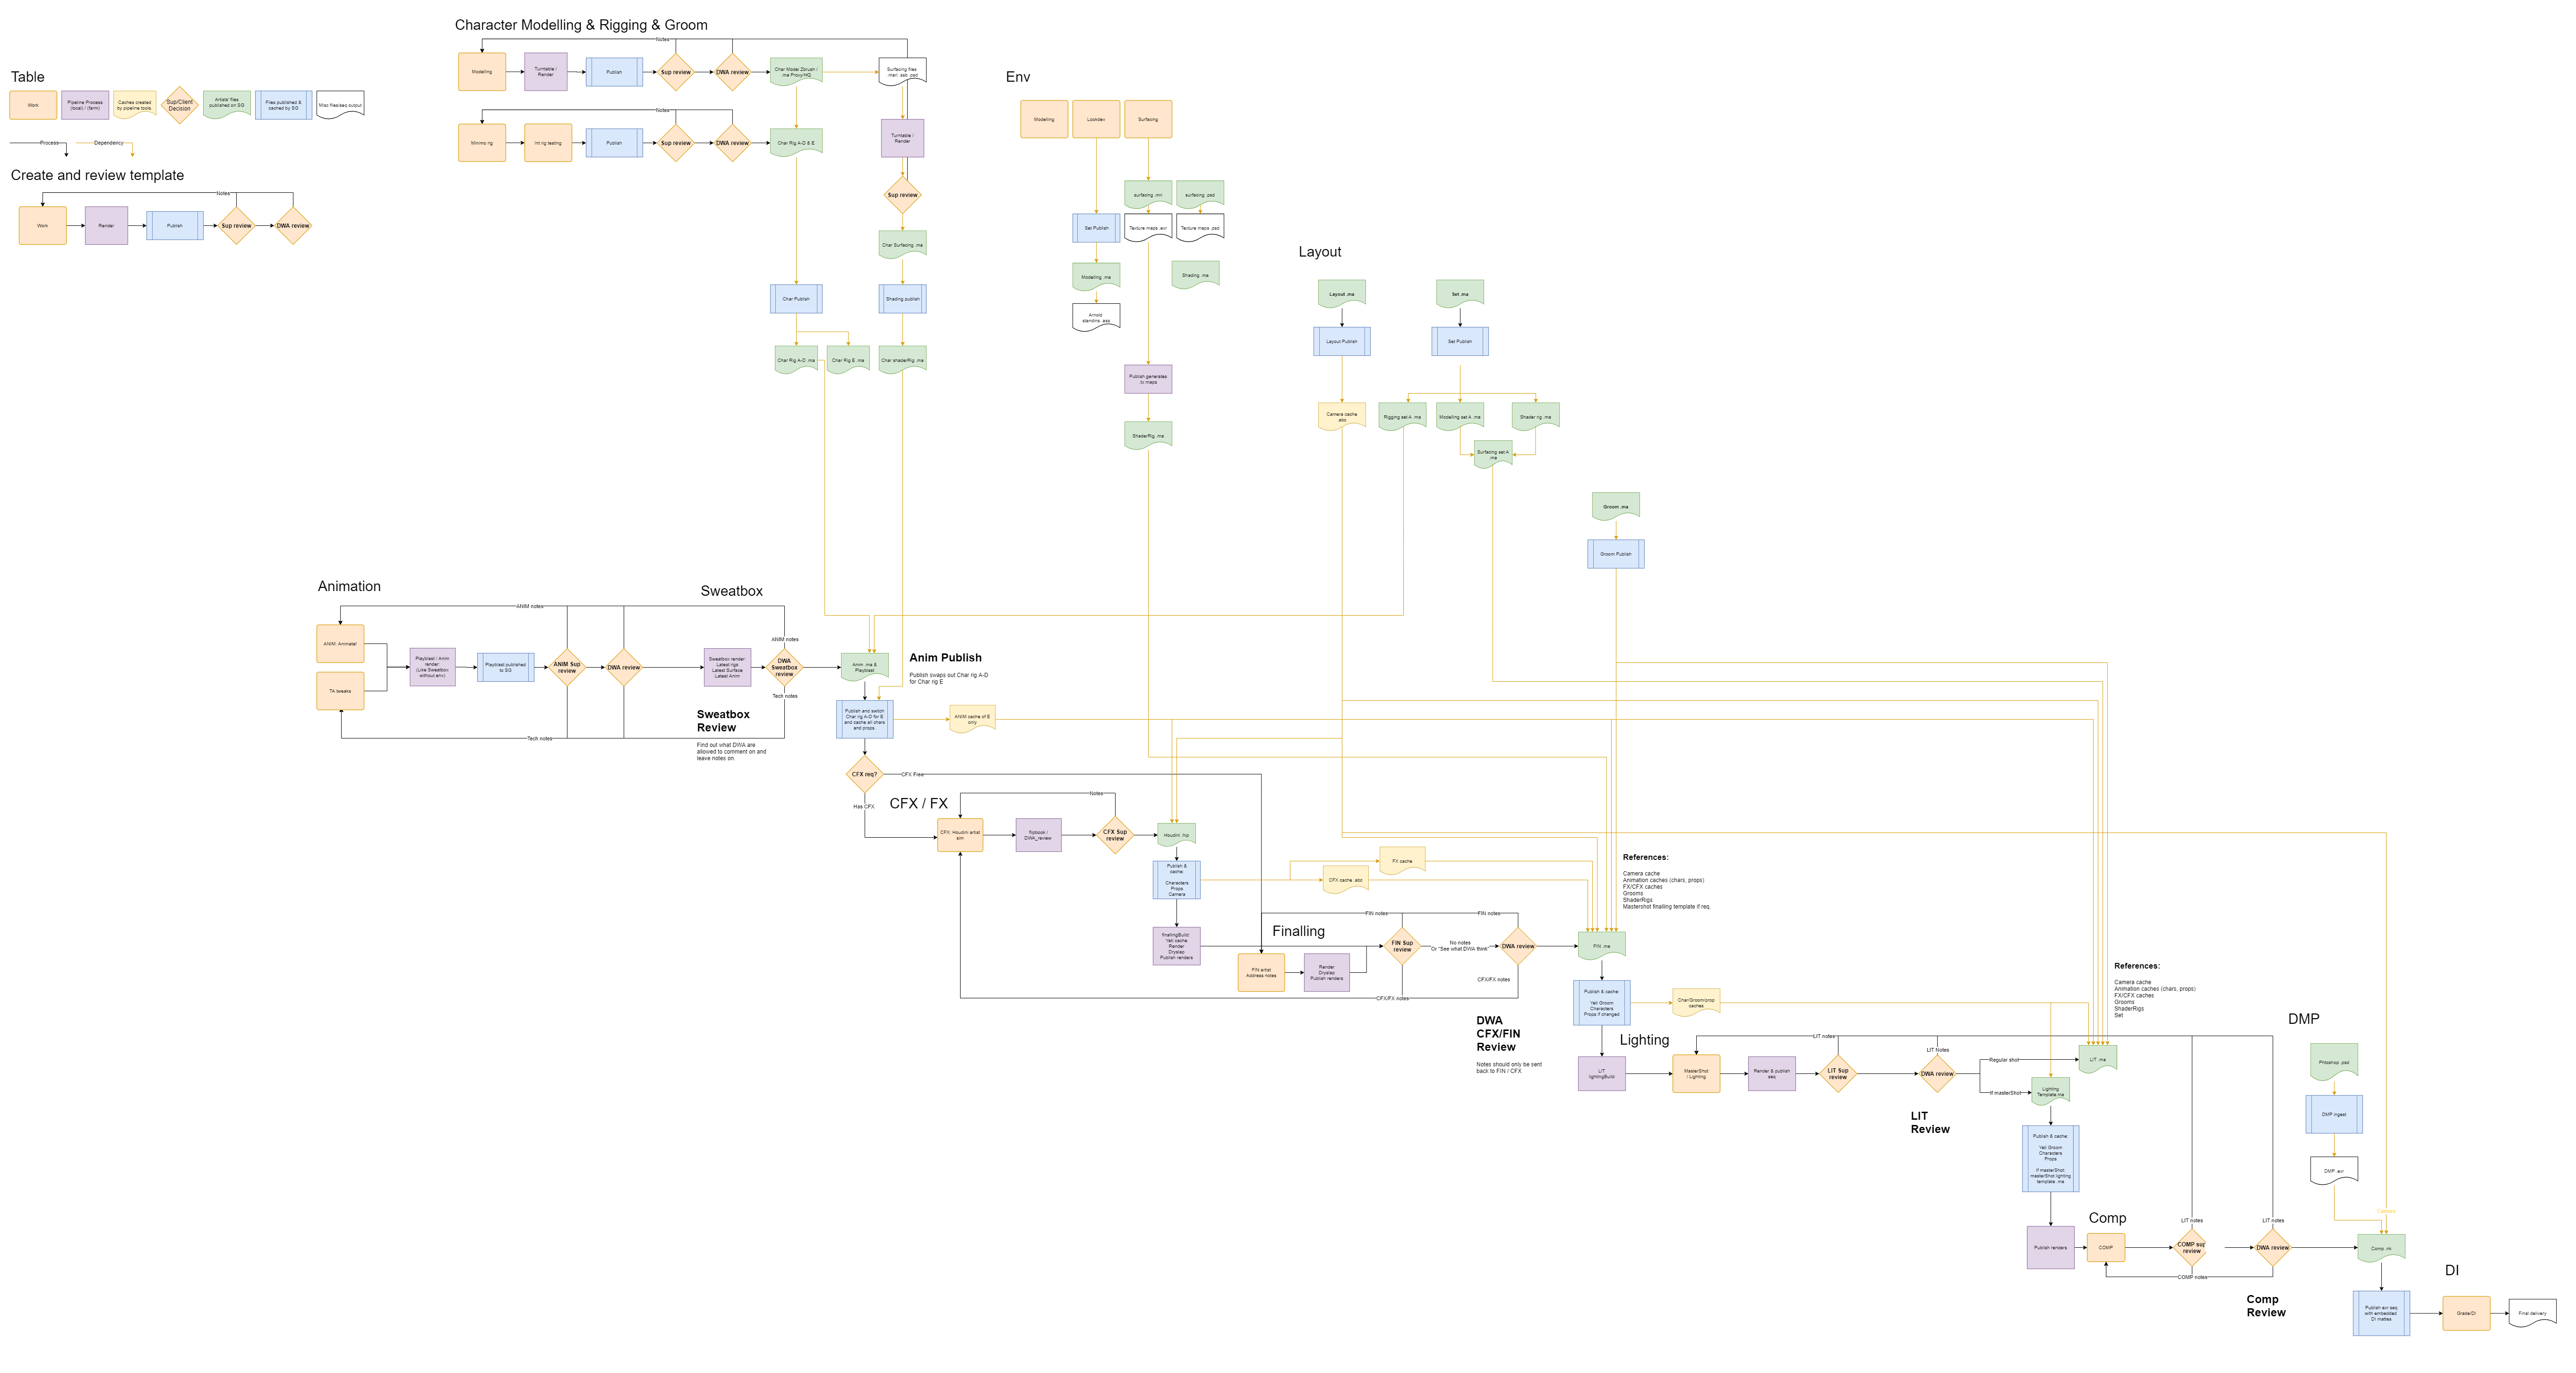 Character Modelling & Rigging & Groom
Notes
Modelling
Turntable /
Render
Publish
Sup review
DWA review
Char Model Zbrush /
.ma Proxy/HQ
Surfacing files
.mari .sab .psd
Notes
Minimo rig
Int rig testing
Publish
Sup review
DWA review
Char Rig A-D & E
Turntable /
Render
Sup review
Char Surfacing .ma
Char Publish
Shading publish
Char Rig A-D .ma
Char Rig E .ma
Char shaderRig .ma
Table
Work
Pipeline Process
(local) / (farm)
Caches created
by pipeline tools
Sup/Client
Decision
Artists' files
published on SG
Files published &
cached by SG
Misc files/seq output
Process
Dependency
Create and review template
Notes
Work
Render
Publish
Sup review
DWA review
Env
Modelling
Lookdev
Surfacing
surfacing .mri
surfacing .psd
Set Publish
Texture maps .exr
Texture maps .psd
Modelling .ma
Shading .ma
Arnold
standins .ass
Publish generates
.tx maps
ShaderRig .ma
Layout
Layout .ma
Set .ma
Layout Publish
Set Publish
Camera cache
.abc
Rigging set A .ma
Modelling set A .ma
Shader rig .ma
Surfacing set A
.ma
Groom .ma
Groom Publish
Animation
Sweatbox
ANIM notes
ANIM: Animate!
TA tweaks
Playblast / Anim
render:
(Like Sweatbox
without env)
Playblast published
to SG
ANIM Sup
review
DWA review
Sweatbox render:
Latest rigs
Latest Surface
Latest Anim
ANIM notes
DWA
Sweatbox
review
Tech notes
Tech notes
Anim .ma &
Playblast
Anim Publish
Publish swaps out Char rig A-D
for Char rig E
Sweatbox
Review
Find out what DWA are
allowed to comment on and
leave notes on.
Publish and switch
Char rig A-D for E
and cache all chars
and props
ANIM cache of E
only
CFX req?
CFX Free
Has CFX
CFX / FX
Notes
CFX: Houdini artist
sim
flipbook /
DWA_review
CFX Sup
review
Houdini .hip
Publish &
cache:
Characters
Props
Camera
FX cache
CFX cache .abc
finallingBuild:
Yeti cache
Render
Dryslap
Publish renders
Finalling
FIN notes
FIN notes
FIN artist
Address notes
Render
Dryslap
Publish renders
FIN Sup
review
No notes
Or "See what DWA think"
DWA review
CFX/FX notes
CFX/FX notes
FIN .ma
References:
Camera cache
Animation caches (chars, props)
FX/CFX caches
Grooms
ShaderRigs
Mastershot finalling template if req.
Publish & cache:
Yeti Groom
Characters
Props if changed
Char/Groom/prop
caches
DWA
CFX/FIN
Review
Notes should only be sent
back to FIN / CFX
LIT
lightingBuild
Lighting
LIT notes
MasterShot
/ Lighting
Render & publish
seq
LIT Sup
review
LIT Notes
DWA review
Regular shot
If masterShot
LIT .ma
Lighting
Template.ma
References:
Camera cache
Animation caches (chars, props)
FX/CFX caches
Grooms
ShaderRigs
Set
LIT
Review
Publish & cache:
Yeti Groom
Characters
Props
If masterShot:
masterShot lighting
template .ma
Publish renders
Comp
COMP
LIT notes
COMP sup
review
LIT notes
DWA review
COMP notes
Comp
Review
DMP
Photoshop .psd
DMP ingest
DMP .exr
Camera
Comp .nk
Publish exr seq
with embedded
DI mattes
DI
Grade/DI
Final delivery